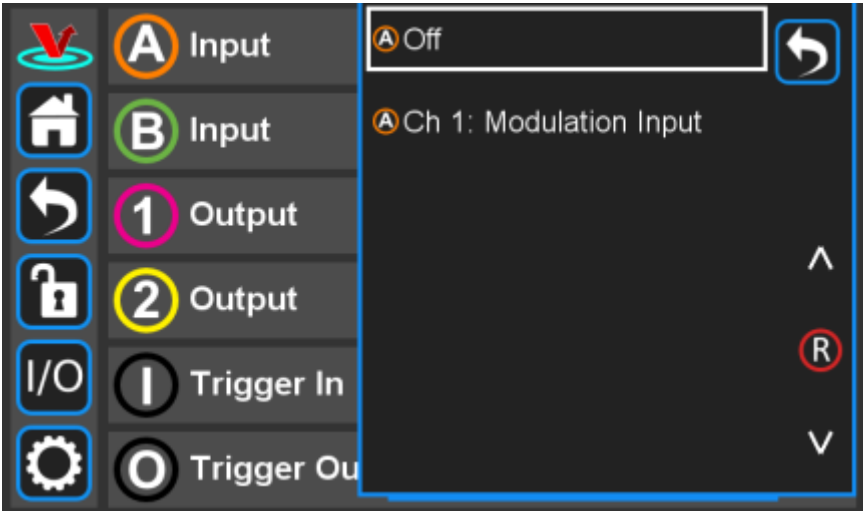 A Input
B Input
1 Output
2 Output
I/O
I Trigger In
O Trigger Ou
A Off
A Ch 1: Modulation Input
R